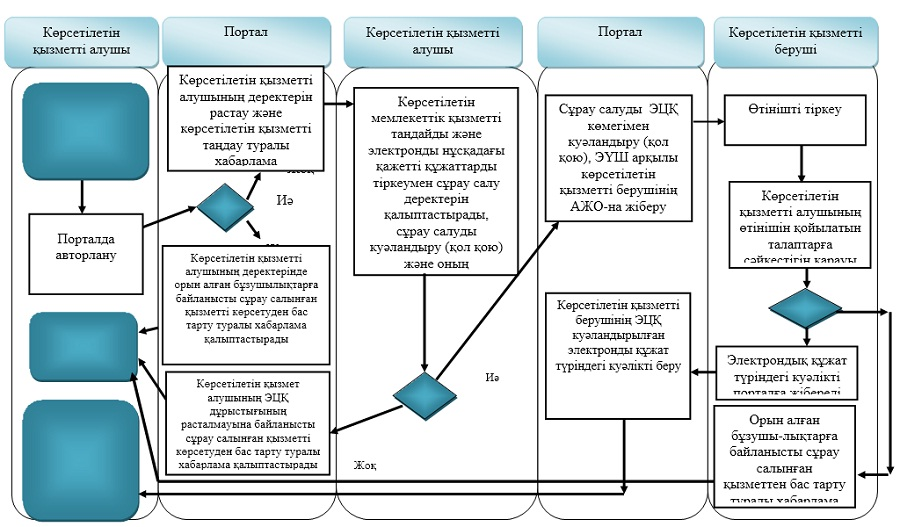 Көрсетілетін
қызметті алушы
Портал
Көрсетілетін қызметті
алушы
Портал
Көрсетілетін қызметті
беруші
Порталда
авторлану
Көрсетілетін қызметті
алушының деректерін
растау және
көрсетілетін қызметті
таңдау туралы
хабарлама
Иә
Көрсетілетін қызметті
алушының деректерінде
орын алған бұзушылықтарға
байланысты сұрау салынған
қызметті көрсетуден бас
тарту туралы хабарлама
қалыптастырады
Көрсетілетін қызмет
алушының ЭЦҚ
дұрыстығының
расталмауына байланысты
сұрау салынған қызметті
көрсетуден бас тарту туралы
хабарлама қалыптастырады
Көрсетілетін
мемлекеттік қызметті
таңдайды және
электронды нұсқадағы
қажетті құжаттарды
тіркеумен сұрау салу
деректерін
қалыптастырады,
сұрау салуды
куәландыру (қол қою)
және оның
Иә
Жоқ
Сұрау салуды ЭЦҚ
көмегімен
куәландыру (қол
қою), ЭҮШ арқылы
көрсетілетін
қызметті берушінің
АЖО-на жіберу
Көрсетілетін қызметті
берушінің ЭЦҚ
куәландырылған
электронды құжат
түріндегі куәлікті беру
Өтінішті тіркеу
Көрсетілетін
қызметті алушының
өтінішін қойылатын
талаптарға
сәйкестігін қарауы
Электрондық құжат
түріндегі куәлікті
порталға жібереді
Орын алған
бұзушы-лықтарға
байланысты сұрау
салынған
қызметтен бас тарту
туралы хабарлама